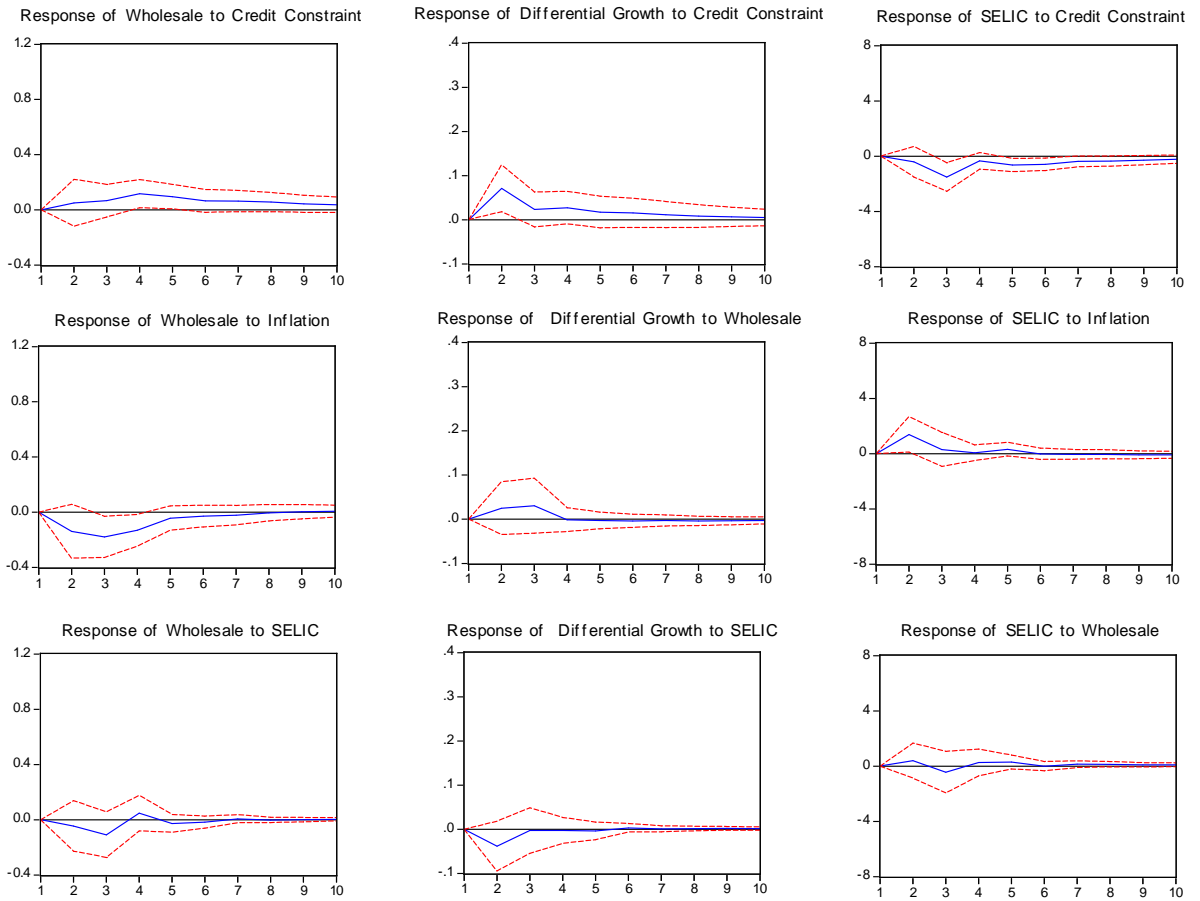 Response of Wholesale to Credit Constraint
1.2
0.8
0.4
0.0
-0.4
1 2 3 4 5 6 7 8 9 10
Response of Differential Growth to Credit Constraint
.4
.3
.2
.1
.0
-.1
1 2 3 4 5 6 7 8 9 10
Response of SELIC to Credit Constraint
8
4
0
-4
-8
1 2 3 4 5 6 7 8 9 10
Response of Wholesale to Inflation
1.2
0.8
0.4
0.0
-0.4
1 2 3 4 5 6 7 8 9 10
Response of Differential Growth to Wholesale
.4
.3
.2
.1
.0
-.1
1 2 3 4 5 6 7 8 9 10
Response of SELIC to Inflation
8
4
0
-4
-8
1 2 3 4 5 6 7 8 9 10
Response of Wholesale to SELIC
1.2
0.8
0.4
0.0
-0.4
1 2 3 4 5 6 7 8 9 10
Response of Differential Growth to SELIC
.4
.3
.2
.1
.0
-.1
1 2 3 4 5 6 7 8 9 10
Response of SELIC to Wholesale
8
4
0
-4
-8
1 2 3 4 5 6 7 8 9 10